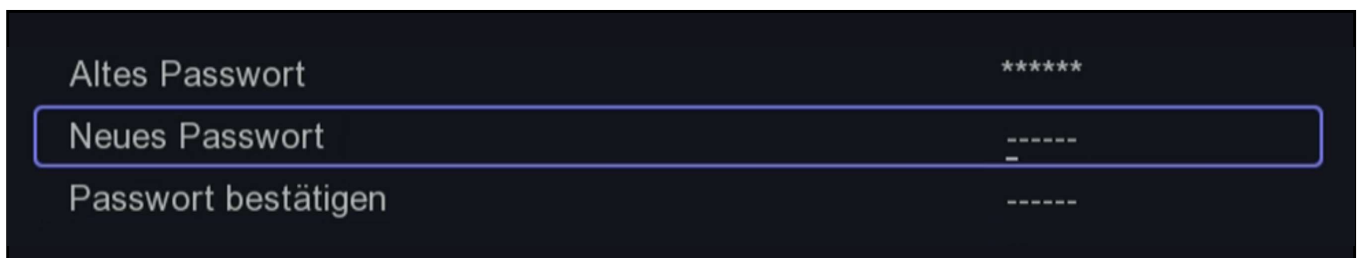 Altes Passwort ******
Neues Passwort ------
Passwort bestätigen ------